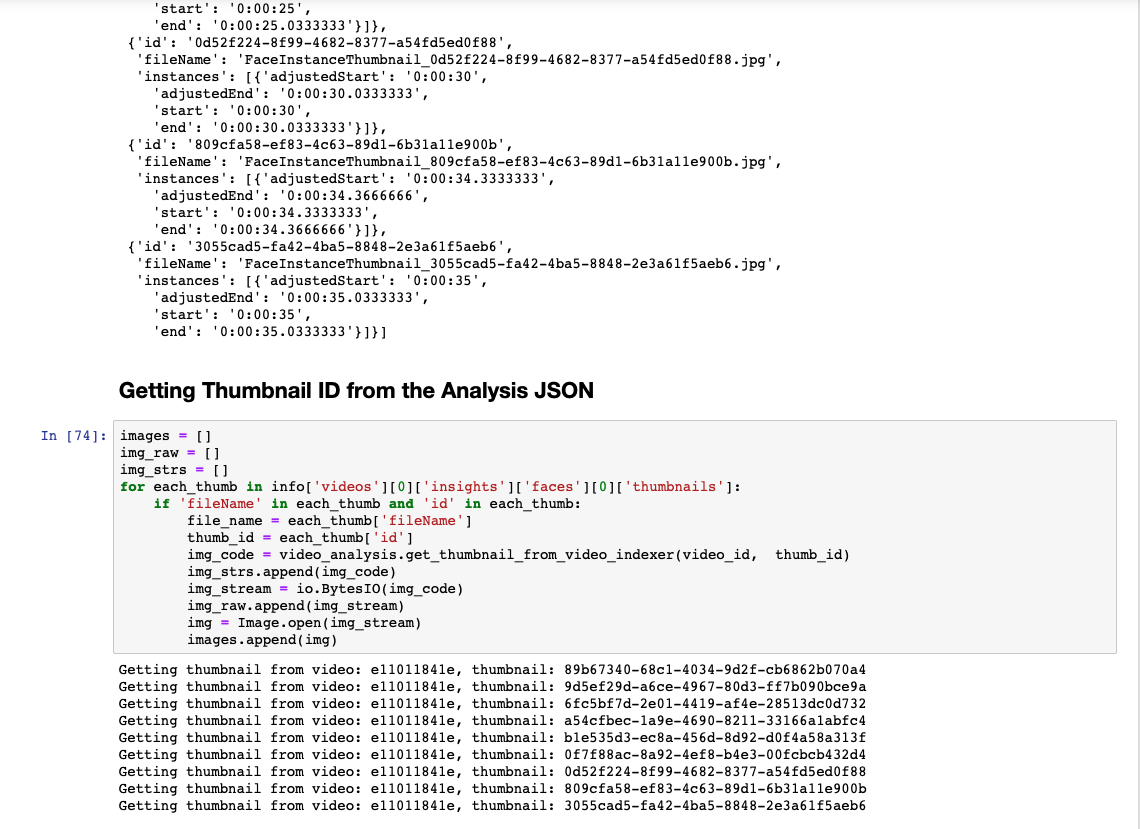 'start': '0:00:25',
'end': '0:00:25.0333333'}]},
{'id': '0d52f224-8f99-4682-8377-a54fd5ed0f88',
'fileName': 'FaceInstanceThumbnail_0d52f224-8f99-4682-8377-a54fd5ed0f88.jpg',
'instances': [{'adjustedStart': '0:00:30',
'adjustedEnd': '0:00:30.0333333',
'start': '0:00:30',
'end': '0:00:30.0333333'}]},
{'id': '809cfa58-ef83-4c63-89d1-6b31a11e900b',
'fileName': 'FaceInstanceThumbnail_809cfa58-ef83-4c63-89d1-6b31a11e900b.jpg',
'instances': [{'adjustedStart': '0:00:34.3333333',
'adjustedEnd': '0:00:34.3666666',
'start': '0:00:34.3333333',
'end': '0:00:34.3666666'}]},
{'id': '3055cad5-fa42-4ba5-8848-2e3a61f5aeb6',
'fileName': 'FaceInstanceThumbnail_3055cad5-fa42-4ba5-8848-2e3a61f5aeb6.jpg',
'instances': [{'adjustedStart': '0:00:35',
'adjustedEnd': '0:00:35.0333333',
'start': '0:00:35',
'end': '0:00:35.0333333'}]}]
Getting Thumbnail ID from the Analysis JSON
In [74]: images = []
img_raw = []
img_strs = []
for each_thumb in info['videos'][0]['insights']['faces'][0]['thumbnails']:
if 'fileName' in each_thumb and 'id' in each_thumb:
file_name = each_thumb['fileName']
thumb_id = each_thumb['id']
img_code = video_analysis.get_thumbnail_from_video_indexer(video_id,  thumb_id)
img_strs.append(img_code)
img_stream = io.BytesIO(img_code)
img_raw.append(img_stream)
img = Image.open(img_stream)
images.append(img)
Getting thumbnail from video: e11011841e, thumbnail: 89b67340-68c1-4034-9d2f-cb6862b070a4
Getting thumbnail from video: e11011841e, thumbnail: 9d5ef29d-a6ce-4967-80d3-ff7b090bce9a
Getting thumbnail from video: e11011841e, thumbnail: 6fc5bf7d-2e01-4419-af4e-28513dc0d732
Getting thumbnail from video: e11011841e, thumbnail: a54cfbec-1a9e-4690-8211-33166a1abfc4
Getting thumbnail from video: e11011841e, thumbnail: b1e535d3-ec8a-456d-8d92-d0f4a58a313f
Getting thumbnail from video: e11011841e, thumbnail: 0f7f88ac-8a92-4ef8-b4e3-00fcbcb432d4
Getting thumbnail from video: e11011841e, thumbnail: 0d52f224-8f99-4682-8377-a54fd5ed0f88
Getting thumbnail from video: e11011841e, thumbnail: 809cfa58-ef83-4c63-89d1-6b31a11e900b
Getting thumbnail from video: e11011841e, thumbnail: 3055cad5-fa42-4ba5-8848-2e3a61f5aeb6